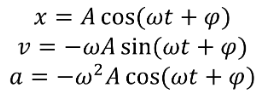 x = A cos(ωt + φ)
v = −ωA sin(ωt + φ)
a = −ω²A cos(ωt + φ)